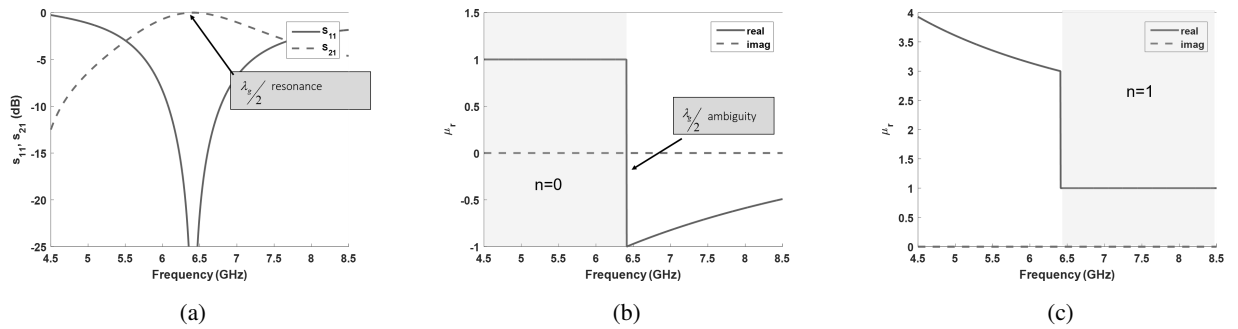 0
-5
-10
-15
-20
-25
s11, s21 (dB)
4.5 5 5.5 6 6.5 7 7.5 8 8.5
Frequency (GHz)
s11
s21
λg/2 resonance
(a)
1.5
1
0.5
0
-0.5
-1
μr
4.5 5 5.5 6 6.5 7 7.5 8 8.5
Frequency (GHz)
real
imag
λg/2 ambiguity
n=0
(b)
4
3.5
3
2.5
2
1.5
1
0.5
0
μr
4.5 5 5.5 6 6.5 7 7.5 8 8.5
Frequency (GHz)
real
imag
n=1
(c)